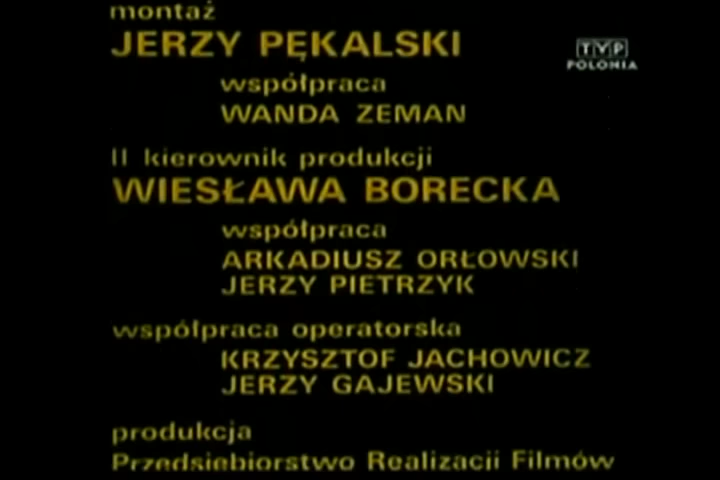 montaż
JERZY PĘKALSKI
TVP
POLONIA
współpraca
WANDA ZEMAN
II kierownik produkcji
WIESŁAWA BORECKA
współpraca
ARKADIUSZ ORŁOWSKI
JERZY PIETRZYK
współpraca operatorska
KRZYSZTOF JACHOWICZ
JERZY GAJEWSKI
produkcja
Przedsiębiorstwo Realizacji Filmów